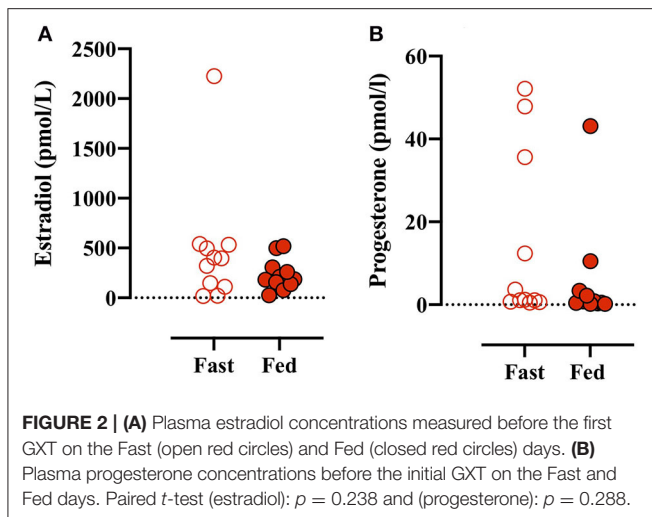 A
Estradiol (pmol/L)
2500
2000
1500
1000
500
0
Fast Fed
B
Progesterone (pmol/l)
60
40
20
0
Fast Fed
FIGURE 2 | (A) Plasma estradiol concentrations measured before the first
GXT on the Fast (open red circles) and Fed (closed red circles) days. (B)
Plasma progesterone concentrations before the initial GXT on the Fast and
Fed days. Paired t-test (estradiol): p = 0.238 and (progesterone): p = 0.288.